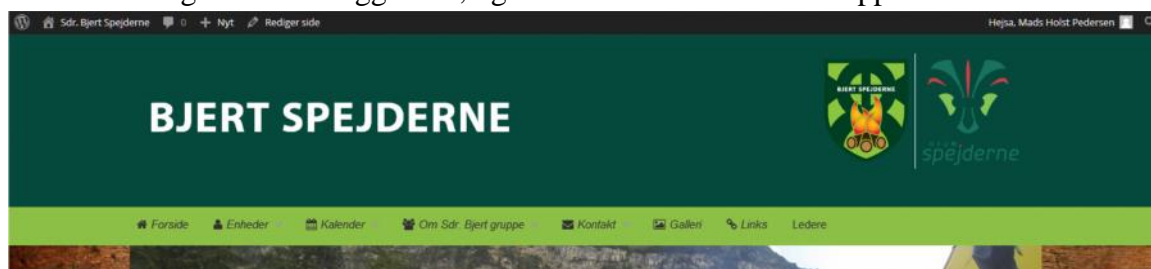 Sdr. Bjert Spejderne 0 Nyt Rediger side Hejsa, Mads Holst Pedersen
BJERT SPEJDERNE
BJERT SPEJDERNE
spejderne
Forside Enheder Kalender Om Sdr. Bjert gruppe Kontakt Galleri Links Ledere